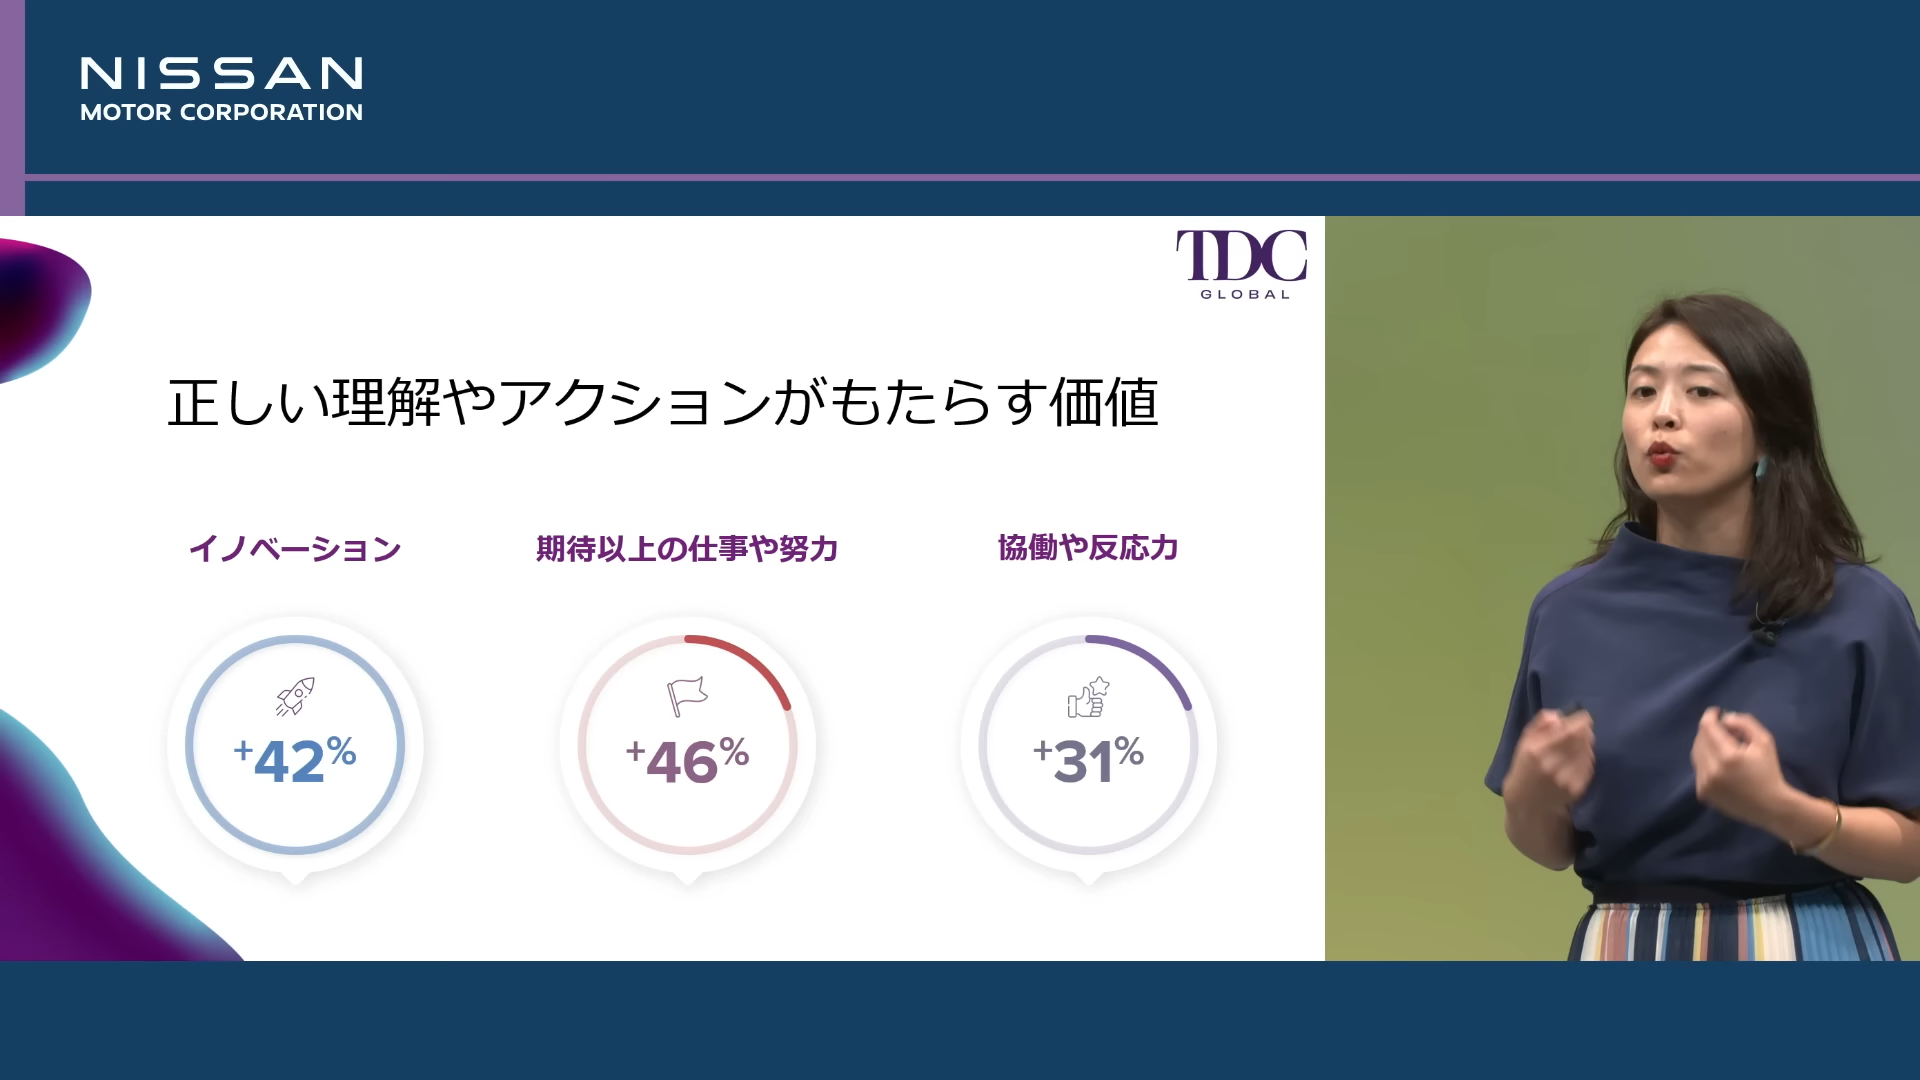 NISSAN
MOTOR CORPORATION
TDC
GLOBAL
正しい理解やアクションがもたらす価値
イノベーション
期待以上の仕事や努力
協働や反応力
+42%
+46%
+31%